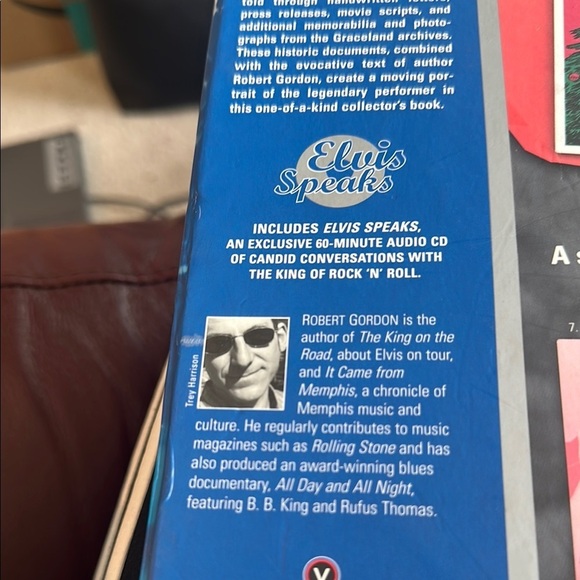 told through handwritten letters,
press releases, movie scripts, and
additional memorabilia and photo-
graphs from the Graceland archives.
These historic documents, combined
with the evocative text of author
Robert Gordon, create a moving por-
trait of the legendary performer in
this one-of-a-kind collector's book.
Elvis
Speaks
INCLUDES ELVIS SPEAKS,
AN EXCLUSIVE 60-MINUTE AUDIO CD
OF CANDID CONVERSATIONS WITH
THE KING OF ROCK 'N' ROLL.
Trey Harrison
ROBERT GORDON is the
author of The King on the
Road, about Elvis on tour,
and It Came from
Memphis, a chronicle of
Memphis music and
culture. He regularly contributes to music
magazines such as Rolling Stone and has
also produced an award-winning blues
documentary, All Day and All Night,
featuring B. B. King and Rufus Thomas.
V
A s
7.